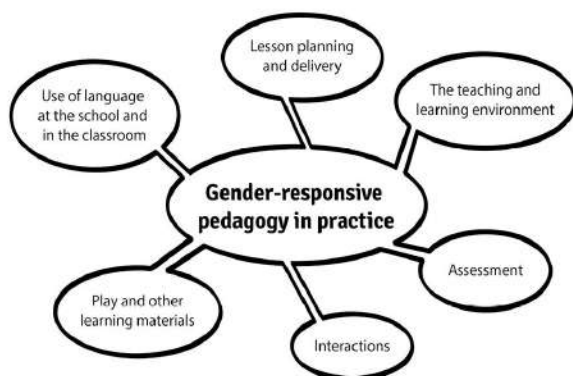 Lesson planning
and delivery
Use of language
at the school and
in the classroom
The teaching and
learning environment
Gender-responsive
pedagogy in practice
Play and other
learning materials
Interactions
Assessment